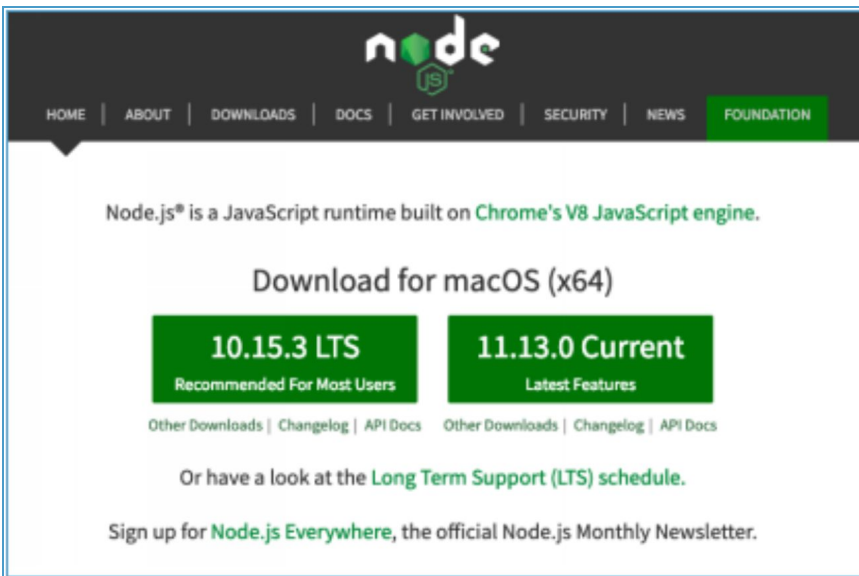 node
JS
HOME | ABOUT | DOWNLOADS | DOCS | GET INVOLVED | SECURITY | NEWS FOUNDATION
Node.js® is a JavaScript runtime built on Chrome's V8 JavaScript engine.
Download for macOS (x64)
10.15.3 LTS
Recommended For Most Users
11.13.0 Current
Latest Features
Other Downloads | Changelog | API Docs
Other Downloads | Changelog | API Docs
Or have a look at the Long Term Support (LTS) schedule.
Sign up for Node.js Everywhere, the official Node.js Monthly Newsletter.